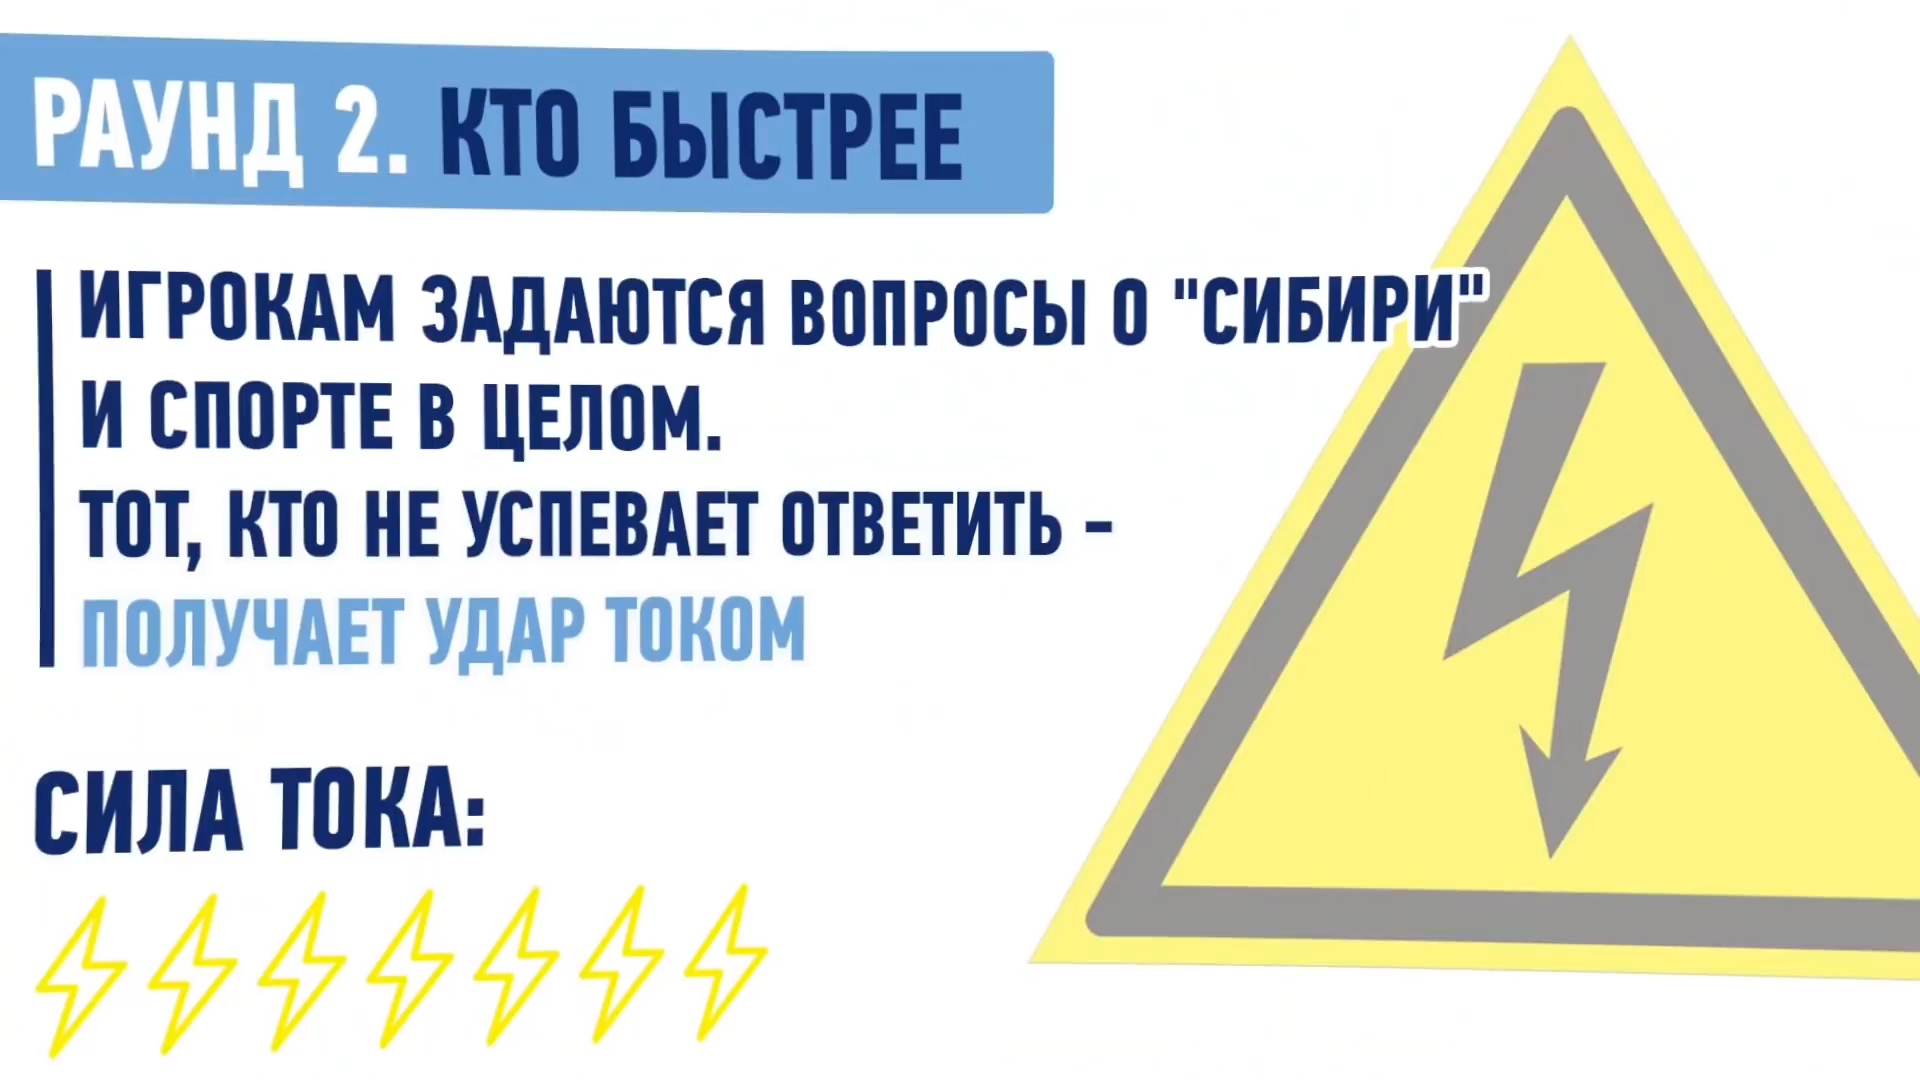 РАУНД 2. КТО БЫСТРЕЕ
ИГРОКАМ ЗАДАЮТСЯ ВОПРОСЫ О "СИБИРИ"
И СПОРТЕ В ЦЕЛОМ.
ТОТ, КТО НЕ УСПЕВАЕТ ОТВЕТИТЬ -
ПОЛУЧАЕТ УДАР ТОКОМ
СИЛА ТОКА: